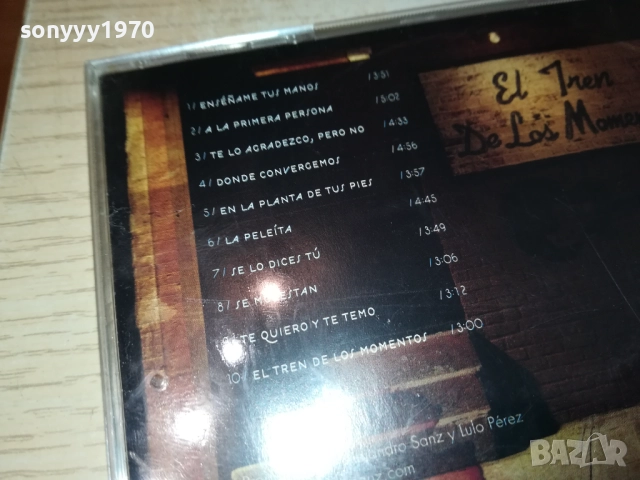 sonyyy1970
El Tren
De Los
1/ ENSÉÑAME TUS MANOS /3:51
2/ A LA PRIMERA PERSONA /5:02
3/ TE LO AGRADEZCO, PERO NO /4:33
4/ DONDE CONVERGEMOS /4:56
5/ EN LA PLANTA DE TUS PIES /3:57
6/ LA PELEÍTA /4:45
7/ SE LO DICES TÚ /3:49
8/ SE /3:06
TE QUIERO Y TE TEMO /3:12
10/ EL TREN DE LOS MOMENTOS /3:00
Sanz y Lulo Pérez
.com
BAZAR